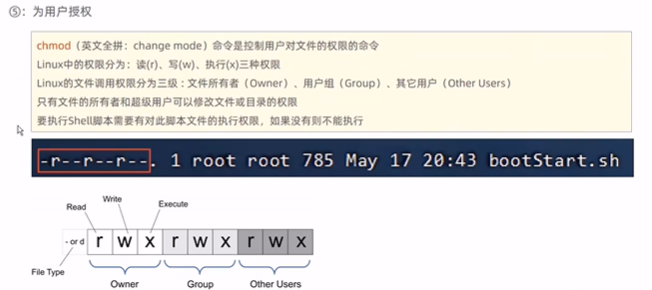 ⑤：为用户授权
chmod（英文全拼：change mode）命令是控制用户对文件的权限的命令
Linux中的权限分为：读(r)、写(w)、执行(x)三种权限
Linux的文件调用权限分为三级 : 文件所有者（Owner）、用户组（Group）、其它用户（Other Users）
只有文件的所有者和超级用户可以修改文件或目录的权限
要执行Shell脚本需要有对此脚本文件的执行权限，如果没有则不能执行
-r--r--r--. 1 root root 785 May 17 20:43 bootStart.sh
Read Write Execute
- or d r w x r w x r w x
File Type
Owner Group Other Users